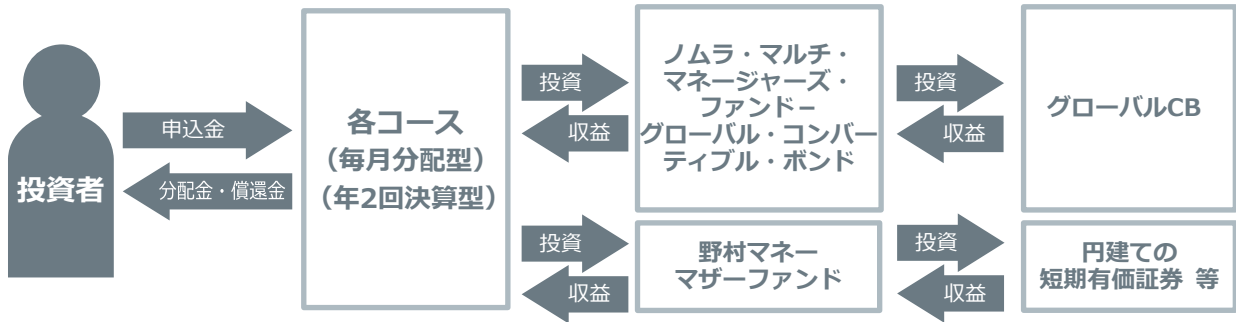 投資者
申込金
分配金・償還金
各コース
（毎月分配型）
（年2回決算型）
投資
収益
ノムラ・マルチ・
マネージャーズ・
ファンド－
グローバル・コンバー
ティブル・ボンド
投資
収益
グローバルCB
投資
収益
野村マネー
マザーファンド
投資
収益
円建ての
短期有価証券 等